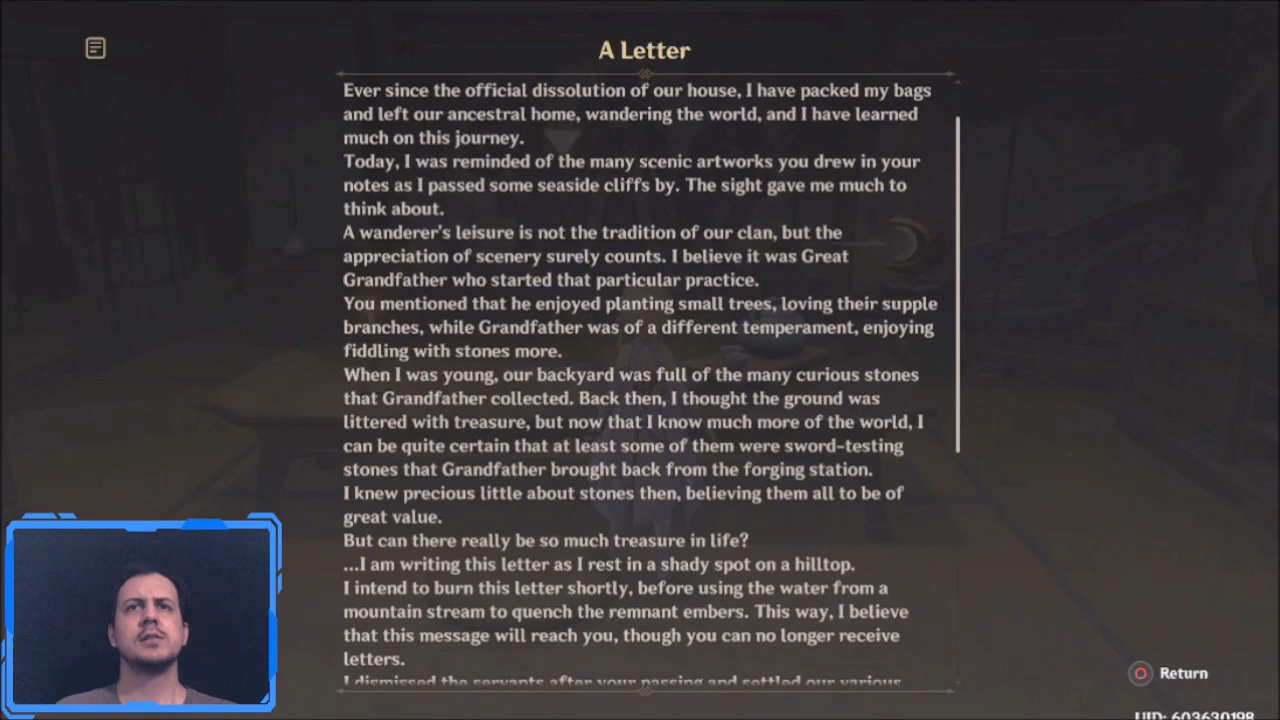 A Letter
Ever since the official dissolution of our house, I have packed my bags
and left our ancestral home, wandering the world, and I have learned
much on this journey.
Today, I was reminded of the many scenic artworks you drew in your
notes as I passed some seaside cliffs by. The sight gave me much to
think about.
A wanderer's leisure is not the tradition of our clan, but the
appreciation of scenery surely counts. I believe it was Great
Grandfather who started that particular practice.
You mentioned that he enjoyed planting small trees, loving their supple
branches, while Grandfather was of a different temperament, enjoying
fiddling with stones more.
When I was young, our backyard was full of the many curious stones
that Grandfather collected. Back then, I thought the ground was
littered with treasure, but now that I know much more of the world, I
can be quite certain that at least some of them were sword-testing
stones that Grandfather brought back from the forging station.
I knew precious little about stones then, believing them all to be of
great value.
But can there really be so much treasure in life?
...I am writing this letter as I rest in a shady spot on a hilltop.
I intend to burn this letter shortly, before using the water from a
mountain stream to quench the remnant embers. This way, I believe
that this message will reach you, though you can no longer receive
letters.
I dismissed the servants after your passing and settled our various
Return
UID: 603630198